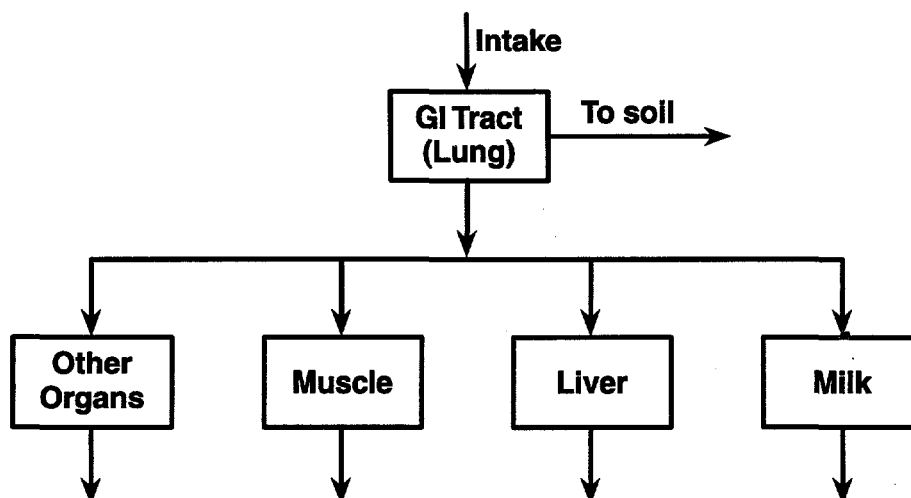 Intake
GI Tract
(Lung)
To soil
Other
Organs
Muscle
Liver
Milk